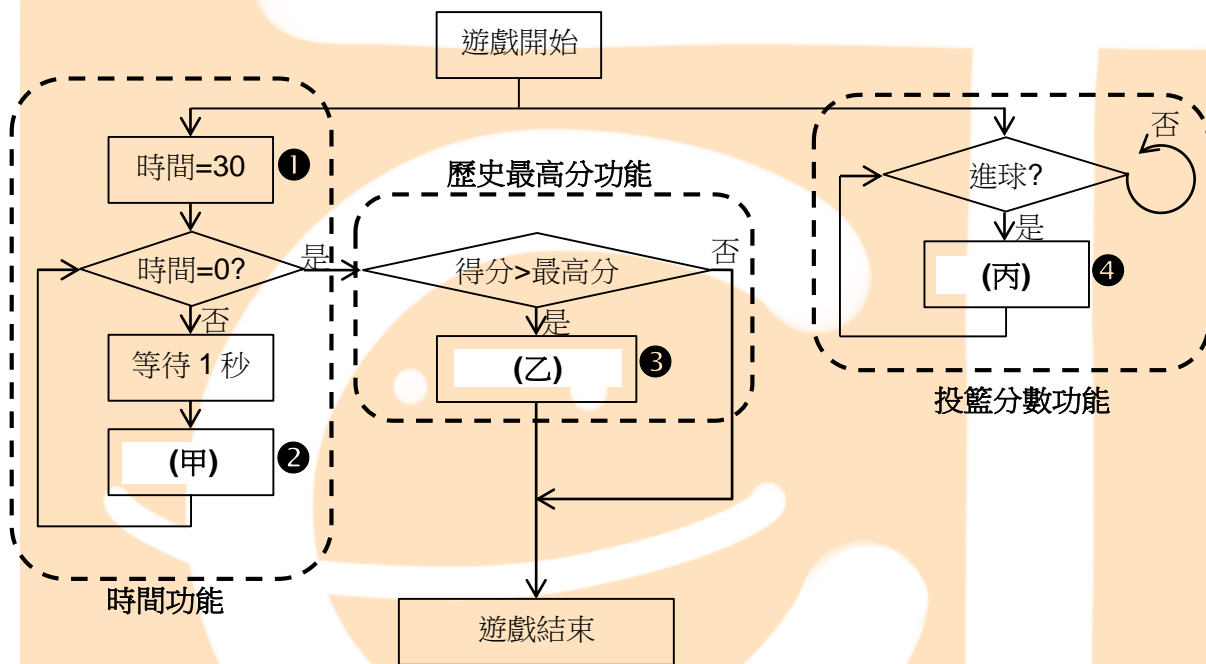 遊戲開始
時間=30
❶
時間=0?
是
否
等待 1 秒
(甲)
❷
時間功能
歷史最高分功能
得分>最高分
否
是
(乙)
❸
遊戲結束
進球?
否
是
(丙)
❹
投籃分數功能